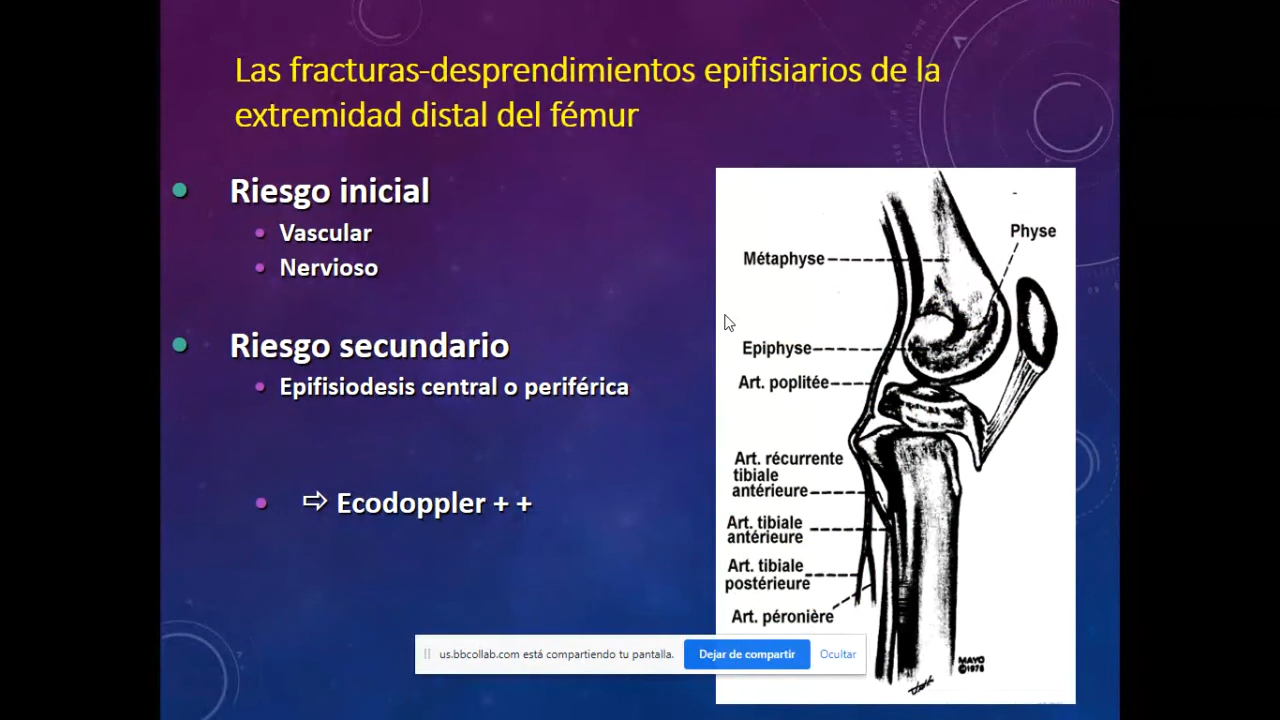 Las fracturas-desprendimientos epifisiarios de la
extremidad distal del fémur
Riesgo inicial
Vascular
Nervioso
Riesgo secundario
Epifisiodesis central o periférica
⇨ Ecodoppler + +
Physe
Métaphyse
Epiphyse
Art. poplitée
Art. récurrente
tibiale
antérieure
Art. tibiale
antérieure
Art. tibiale
postérieure
Art. péronière
MAYO
©1978
us.bbcollab.com está compartiendo tu pantalla.
Dejar de compartir
Ocultar